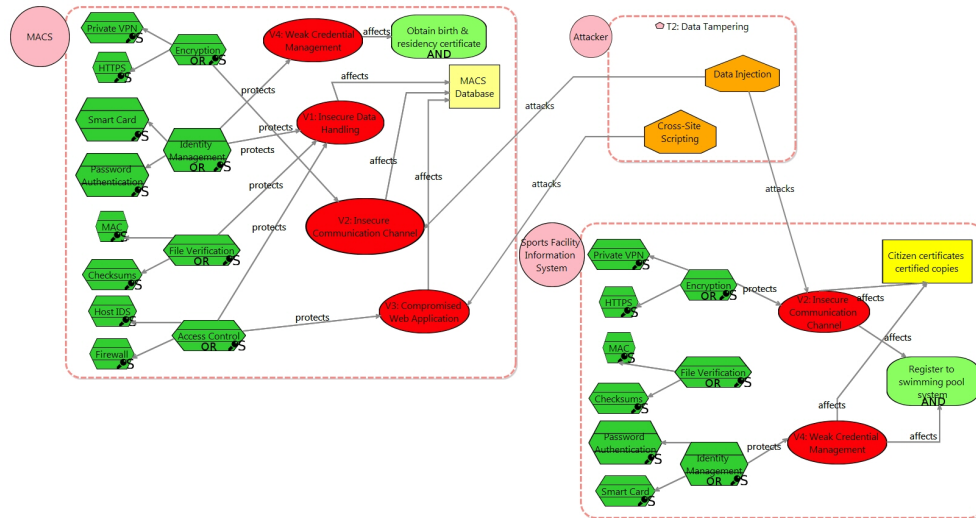 MACS
Private VPN
S
HTTPS
S
Encryption
OR
S
Smart Card
S
Password
Authentication
S
Identity
Management
OR
S
MAC
S
Checksums
S
File Verification
OR
S
Host IDS
S
Firewall
S
Access Control
OR
S
V4: Weak Credential
Management
affects
Obtain birth &
residency certificate
AND
protects
affects
MACS
Database
V1: Insecure Data
Handling
protects
protects
protects
affects
affects
V2: Insecure
Communication Channel
protects
V3: Compromised
Web Application
protects
Attacker
T2: Data Tampering
Data Injection
Cross-Site
Scripting
attacks
attacks
attacks
Sports Facility
Information
System
Private VPN
S
HTTPS
S
Encryption
OR
S
protects
V2: Insecure
Communication
Channel
affects
Citizen certificates
certified copies
MAC
S
Checksums
S
File Verification
OR
S
Register to
swimming pool
system
AND
affects
Password
Authentication
S
Smart Card
S
Identity
Management
OR
S
protects
V4: Weak Credential
Management
affects